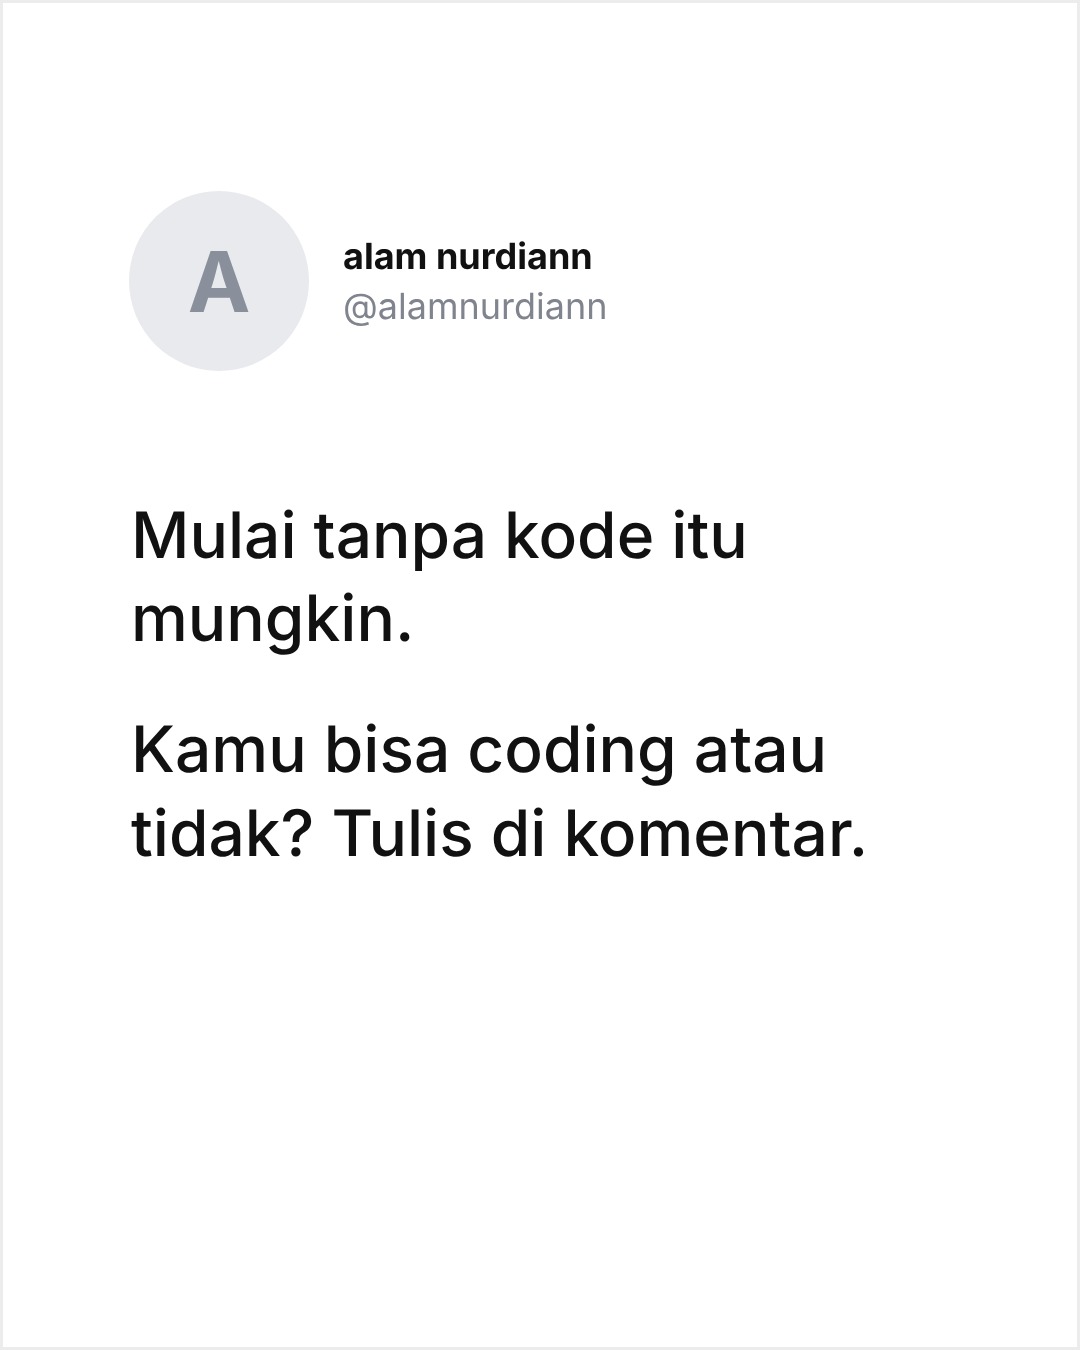 A
alam nurdiann
@alamnurdiann
Mulai tanpa kode itu
mungkin.
Kamu bisa coding atau
tidak? Tulis di komentar.